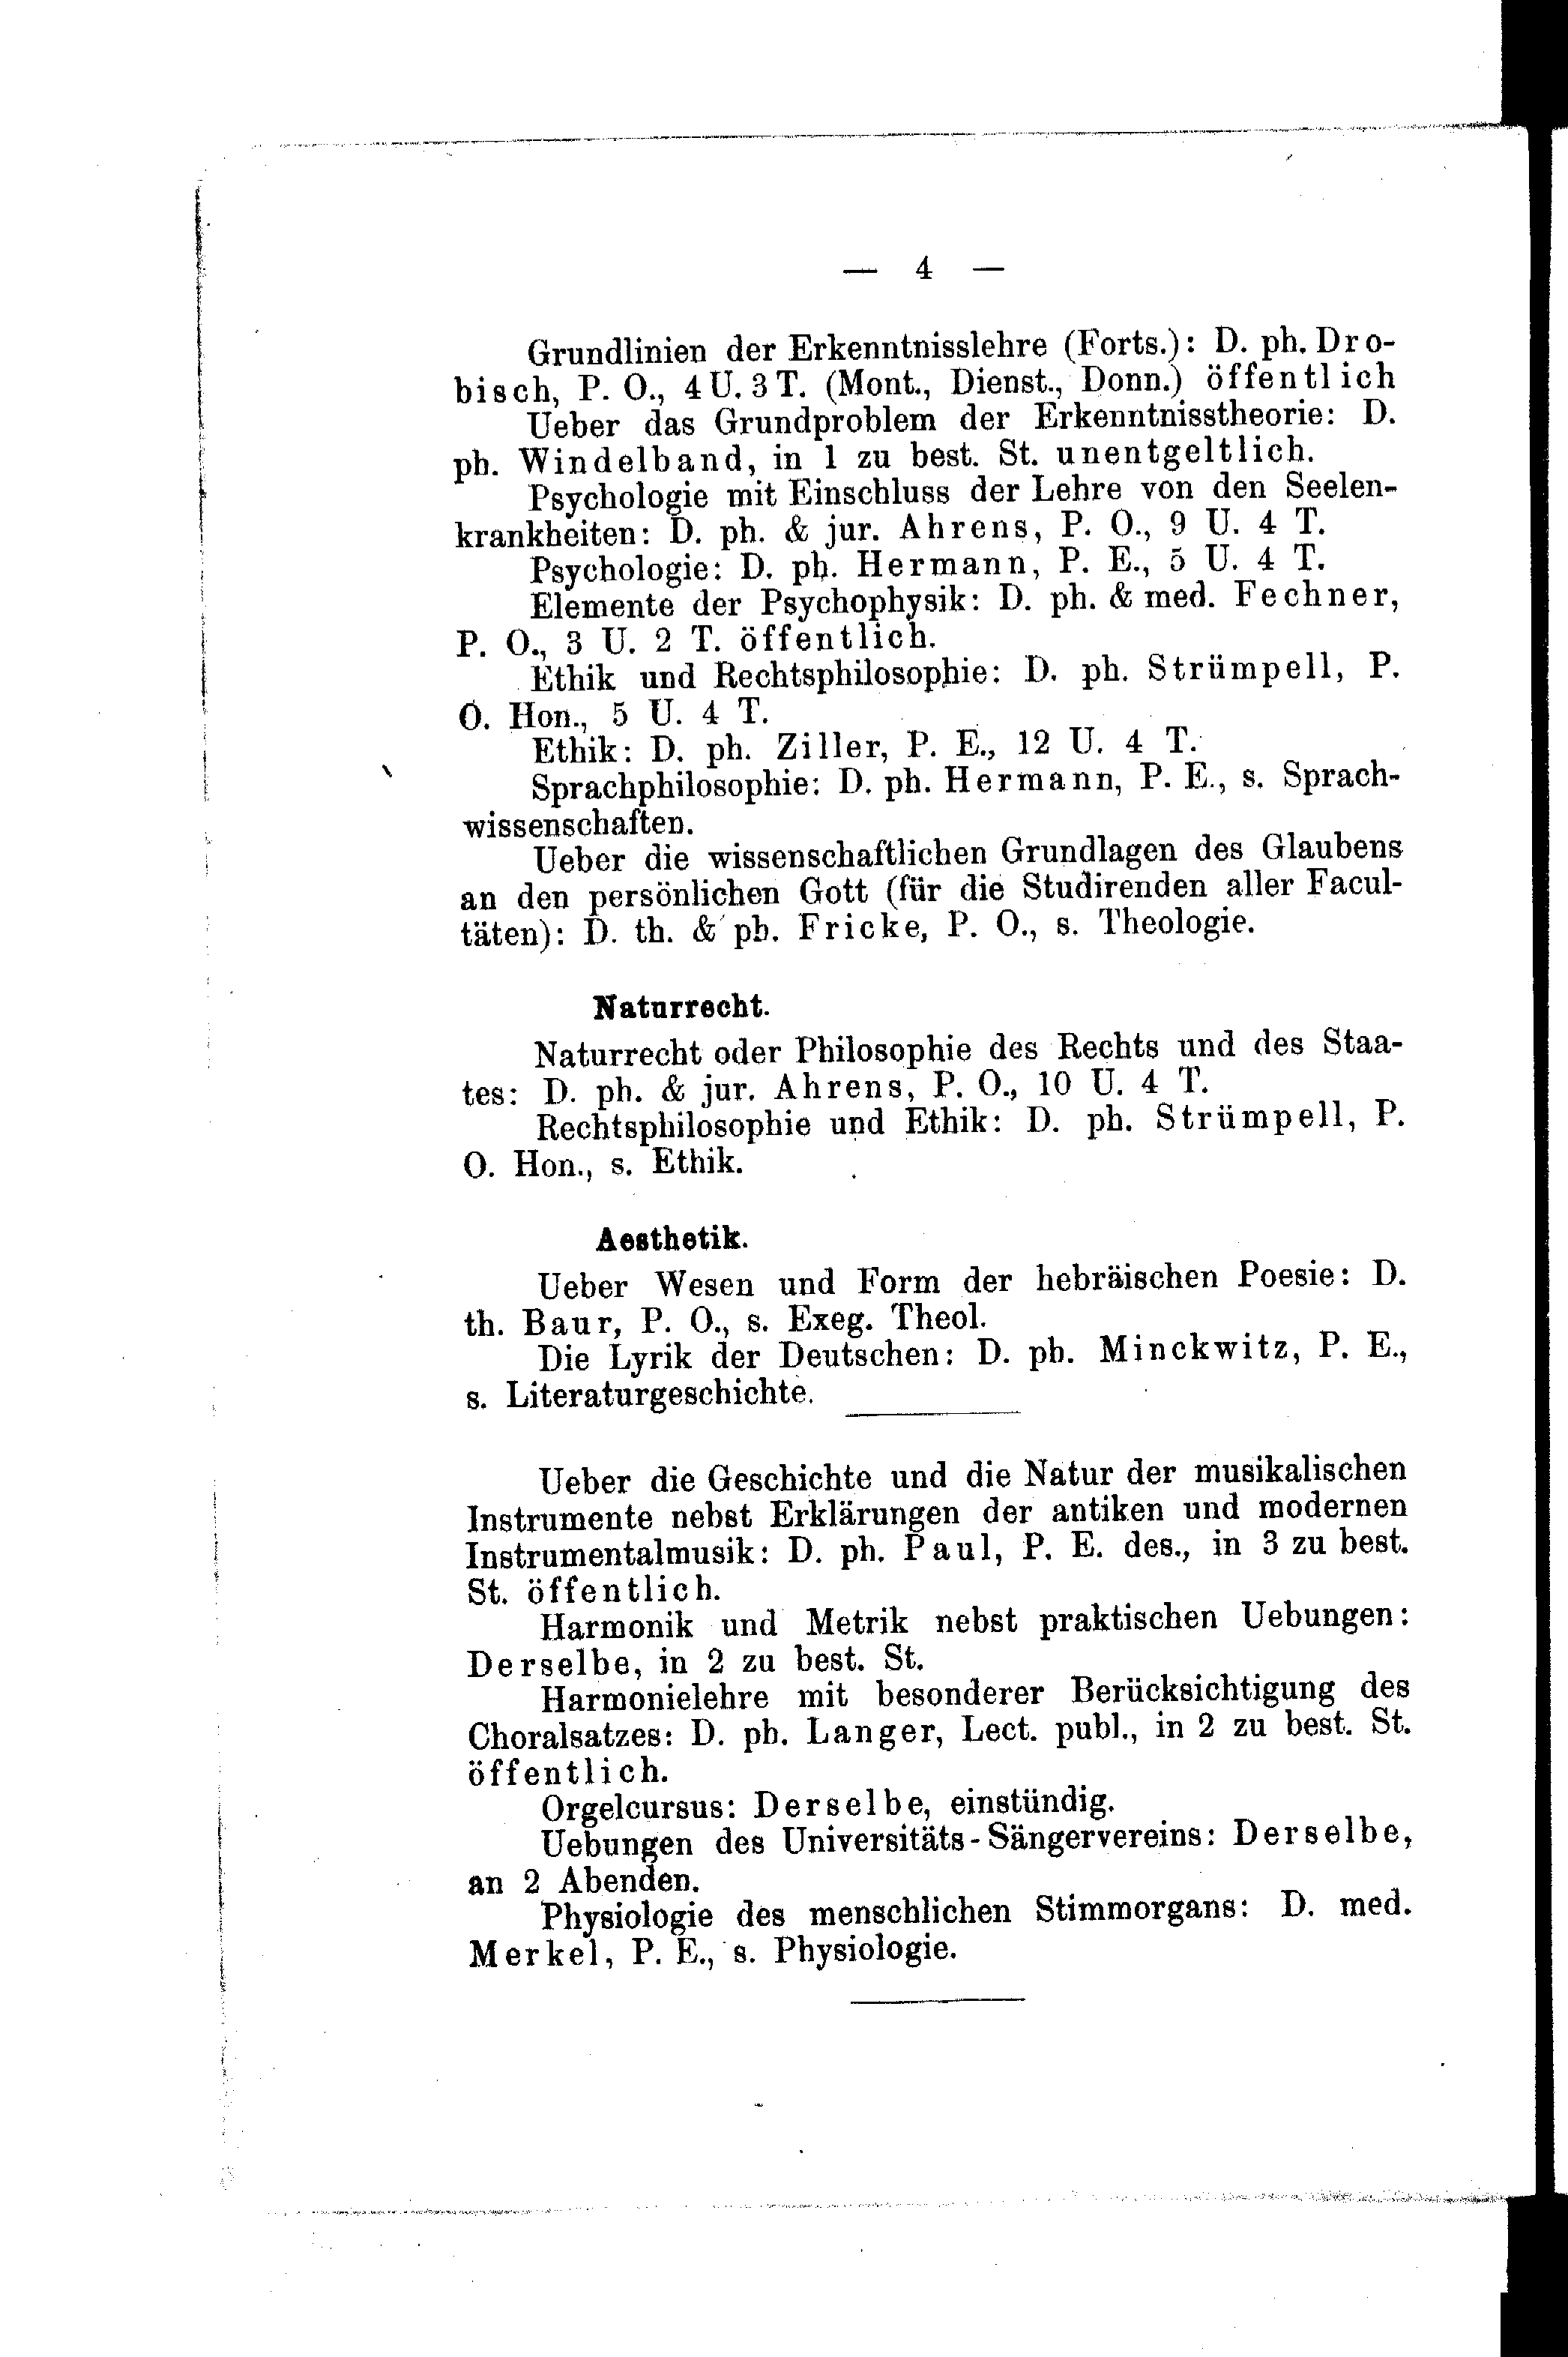 — 4 —
Grundlinien der Erkenntnisslehre (Forts.): D. ph. Dro-
bisch, P. O., 4 U. 3 T. (Mont., Dienst., Donn.) öffentlich
Ueber das Grundproblem der Erkenntnisstheorie: D.
ph. Windelband, in 1 zu best. St. unentgeltlich.
Psychologie mit Einschluss der Lehre von den Seelen-
krankheiten: D. ph. & jur. Ahrens, P. O., 9 U. 4 T.
Psychologie: D. ph. Hermann, P. E., 5 U. 4 T.
Elemente der Psychophysik: D. ph. & med. Fechner,
P. O., 3 U. 2 T. öffentlich.
Ethik und Rechtsphilosophie: D. ph. Strümpell, P.
O. Hon., 5 U. 4 T.
Ethik: D. ph. Ziller, P. E., 12 U. 4 T.
Sprachphilosophie: D. ph. Hermann, P. E., s. Sprach-
wissenschaften.
Ueber die wissenschaftlichen Grundlagen des Glaubens
an den persönlichen Gott (für die Studirenden aller Facul-
täten): D. th. & ph. Fricke, P. O., s. Theologie.
Naturrecht.
Naturrecht oder Philosophie des Rechts und des Staa-
tes: D. ph. & jur. Ahrens, P. O., 10 U. 4 T.
Rechtsphilosophie und Ethik: D. ph. Strümpell, P.
O. Hon., s. Ethik.
Aesthetik.
Ueber Wesen und Form der hebräischen Poesie: D.
th. Baur, P. O., s. Exeg. Theol.
Die Lyrik der Deutschen: D. ph. Minckwitz, P. E.,
s. Literaturgeschichte.
Ueber die Geschichte und die Natur der musikalischen
Instrumente nebst Erklärungen der antiken und modernen
Instrumentalmusik: D. ph. Paul, P. E. des., in 3 zu best.
St. öffentlich.
Harmonik und Metrik nebst praktischen Uebungen:
Derselbe, in 2 zu best. St.
Harmonielehre mit besonderer Berücksichtigung des
Choralsatzes: D. ph. Langer, Lect. publ., in 2 zu best. St.
öffentlich.
Orgelcursus: Derselbe, einstündig.
Uebungen des Universitäts-Sängervereins: Derselbe,
an 2 Abenden.
Physiologie des menschlichen Stimmorgans: D. med.
Merkel, P. E., s. Physiologie.